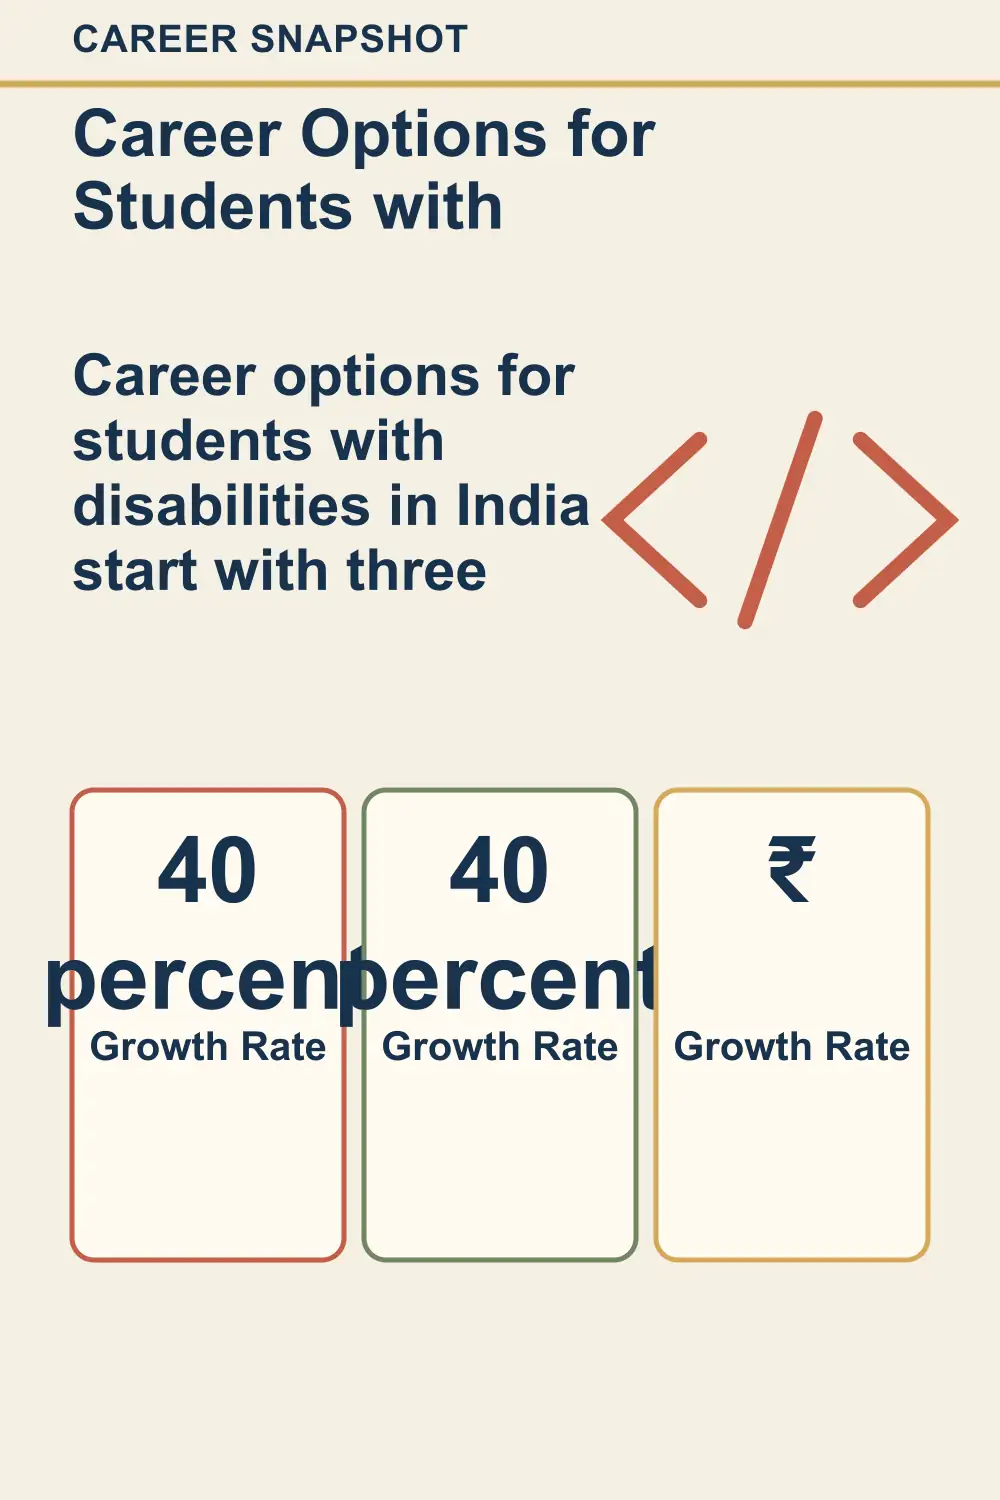 CAREER SNAPSHOT
Career Options for
Students with
Career options for
students with
disabilities in India
start with three
</>
40
percent
Growth Rate
40
percent
Growth Rate
₹
Growth Rate